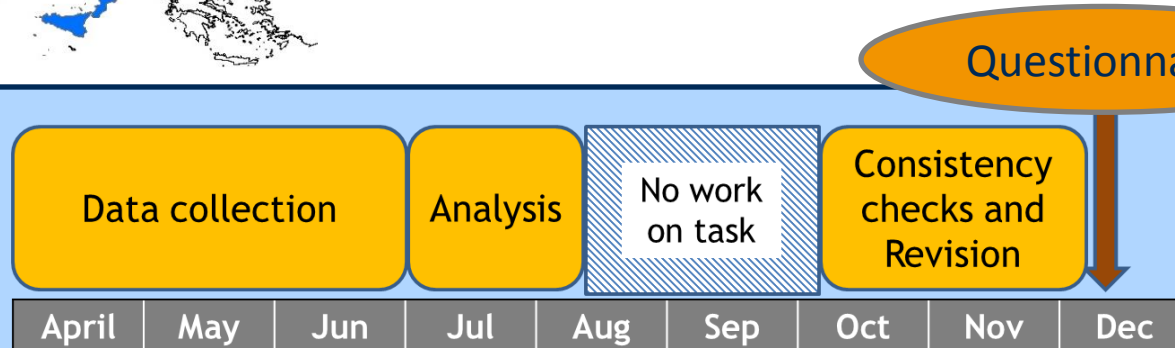 Questionna
Data collection
Analysis
No work
on task
Consistency
checks and
Revision
April May Jun Jul Aug Sep Oct Nov Dec